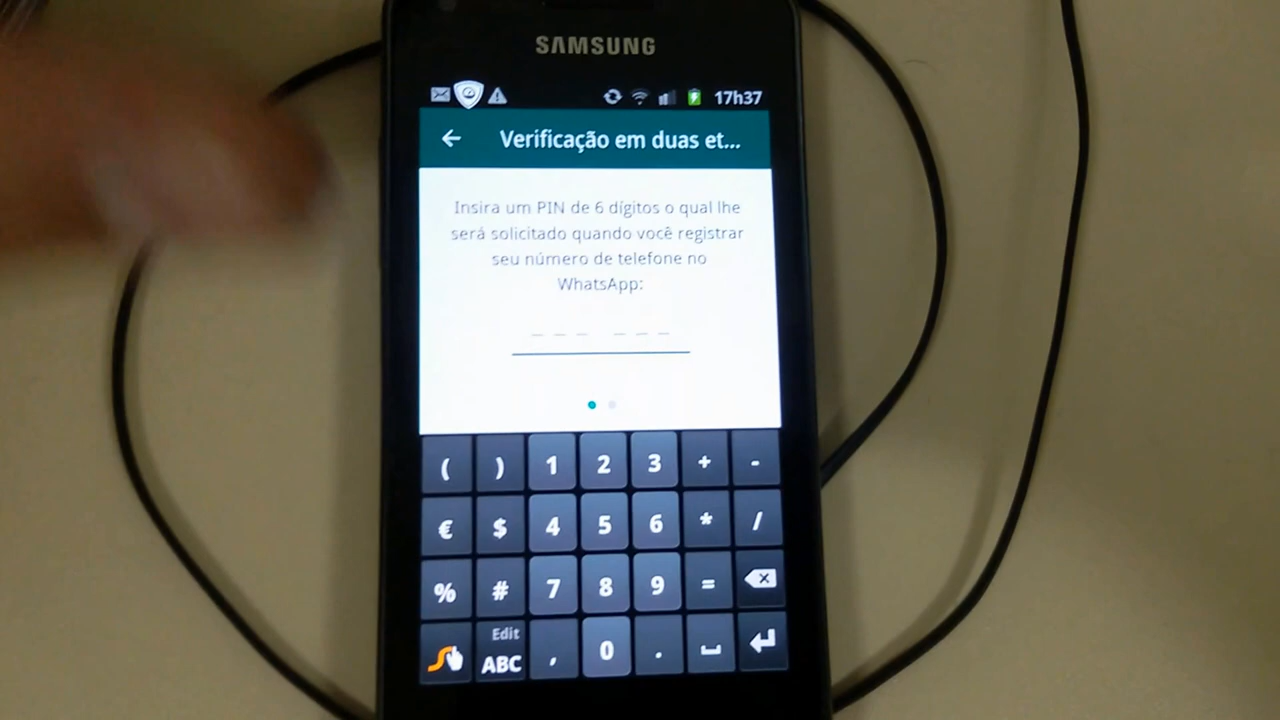 SAMSUNG
17h37
Verificação em duas et...
Insira um PIN de 6 dígitos o qual lhe
será solicitado quando você registrar
seu número de telefone no
WhatsApp:
( ) 1 2 3 + -
€ $ 4 5 6 * /
% # 7 8 9 =
Edit
ABC , 0 .